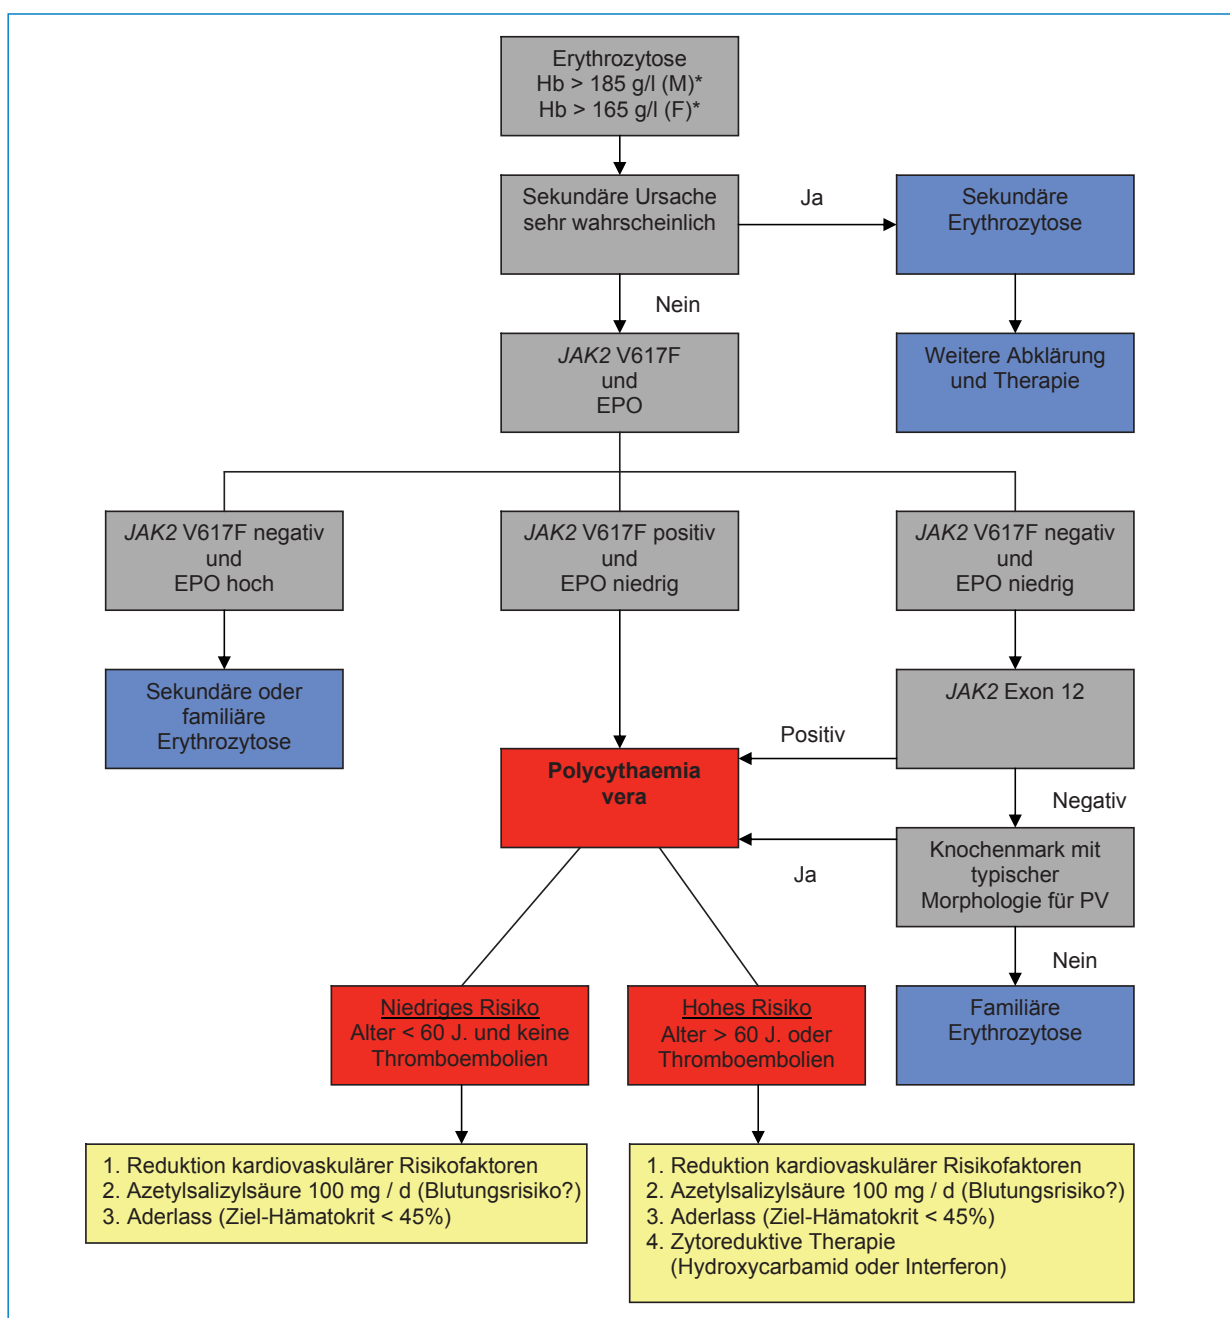 Erythrozytose
Hb > 185 g/l (M)*
Hb > 165 g/l (F)*
Sekundäre Ursache
sehr wahrscheinlich
Ja
Sekundäre
Erythrozytose
Nein
JAK2 V617F
und
EPO
Weitere Abklärung
und Therapie
JAK2 V617F negativ
und
EPO hoch
JAK2 V617F positiv
und
EPO niedrig
JAK2 V617F negativ
und
EPO niedrig
Sekundäre oder
familiäre
Erythrozytose
JAK2 Exon 12
Positiv
Polycythaemia
vera
Negativ
Ja
Knochenmark mit
typischer
Morphologie für PV
Nein
Niedriges Risiko
Alter < 60 J. und keine
Thromboembolien
Hohes Risiko
Alter > 60 J. oder
Thromboembolien
Familiäre
Erythrozytose
1. Reduktion kardiovaskulärer Risikofaktoren
2. Azetylsalizylsäure 100 mg / d (Blutungsrisiko?)
3. Aderlass (Ziel-Hämatokrit < 45%)
1. Reduktion kardiovaskulärer Risikofaktoren
2. Azetylsalizylsäure 100 mg / d (Blutungsrisiko?)
3. Aderlass (Ziel-Hämatokrit < 45%)
4. Zytoreduktive Therapie
(Hydroxycarbamid oder Interferon)